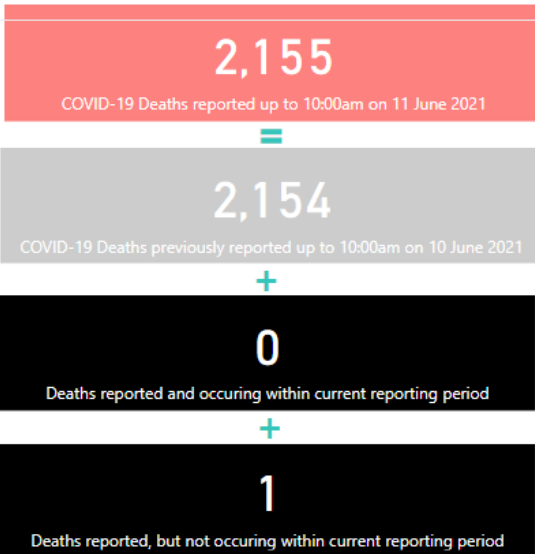 2,155
COVID-19 Deaths reported up to 10:00am on 11 June 2021
=
2,154
COVID-19 Deaths previously reported up to 10:00am on 10 June 2021
+
0
Deaths reported and occuring within current reporting period
+
1
Deaths reported, but not occuring within current reporting period